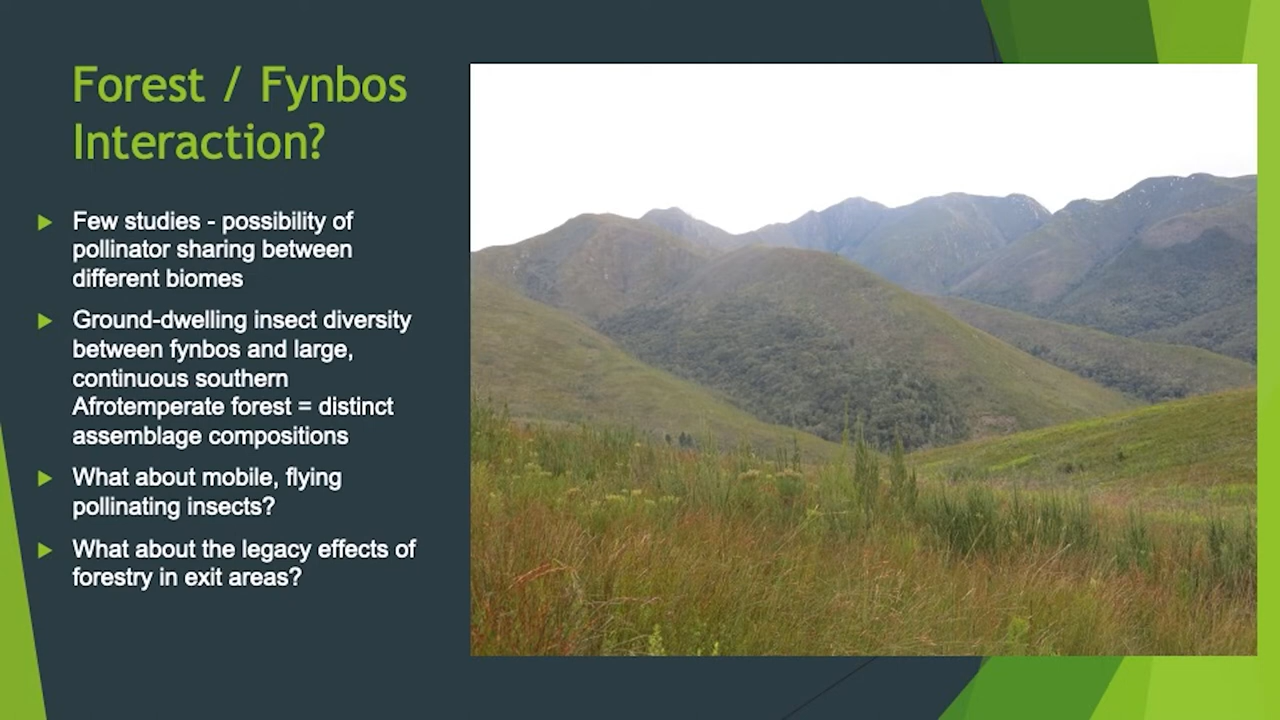 Forest / Fynbos
Interaction?
Few studies - possibility of
pollinator sharing between
different biomes
Ground-dwelling insect diversity
between fynbos and large,
continuous southern
Afrotemperate forest = distinct
assemblage compositions
What about mobile, flying
pollinating insects?
What about the legacy effects of
forestry in exit areas?